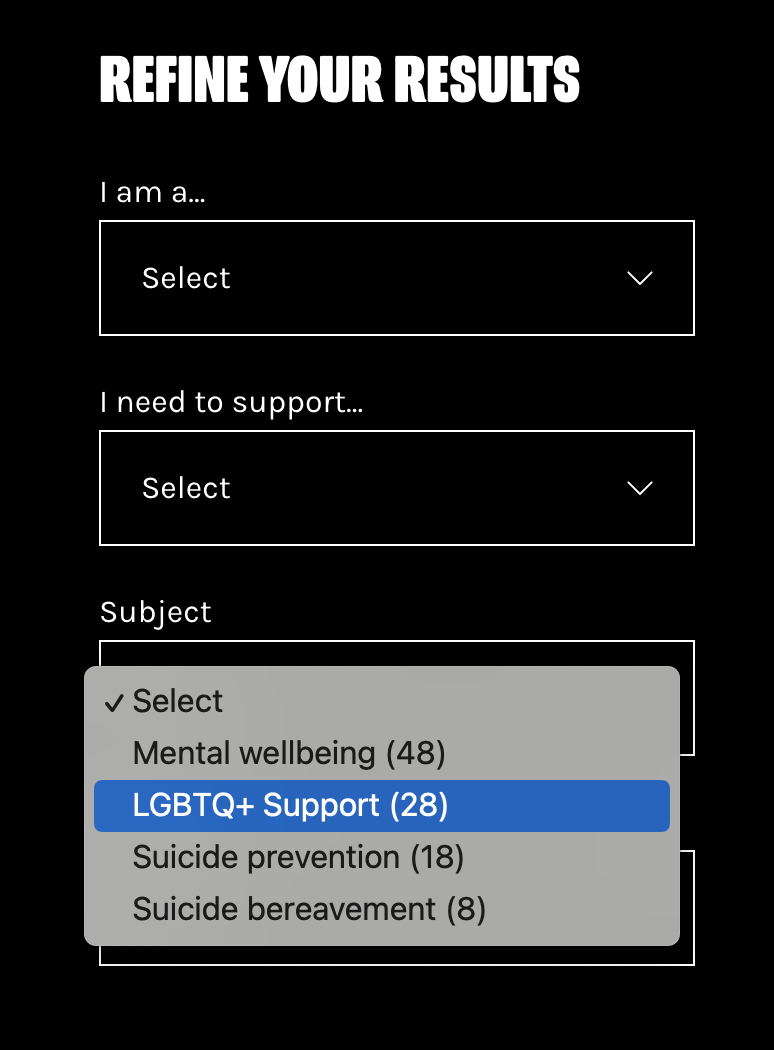 REFINE YOUR RESULTS
I am a...
Select
I need to support...
Select
Subject
✓ Select
Mental wellbeing (48)
LGBTQ+ Support (28)
Suicide prevention (18)
Suicide bereavement (8)